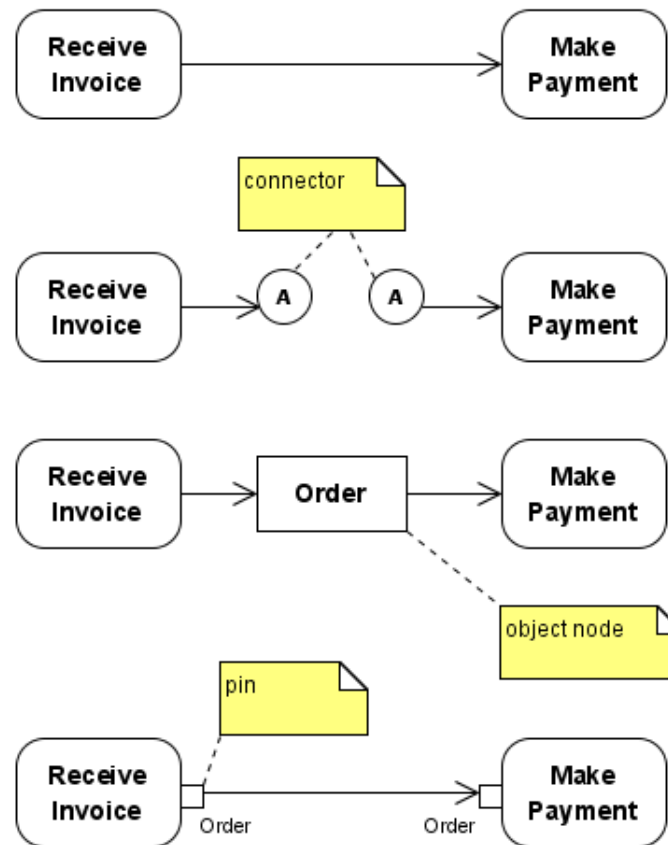 Receive
Invoice
Make
Payment
connector
Receive
Invoice
A
A
Make
Payment
Receive
Invoice
Order
Make
Payment
object node
pin
Receive
Invoice
Order
Order
Make
Payment